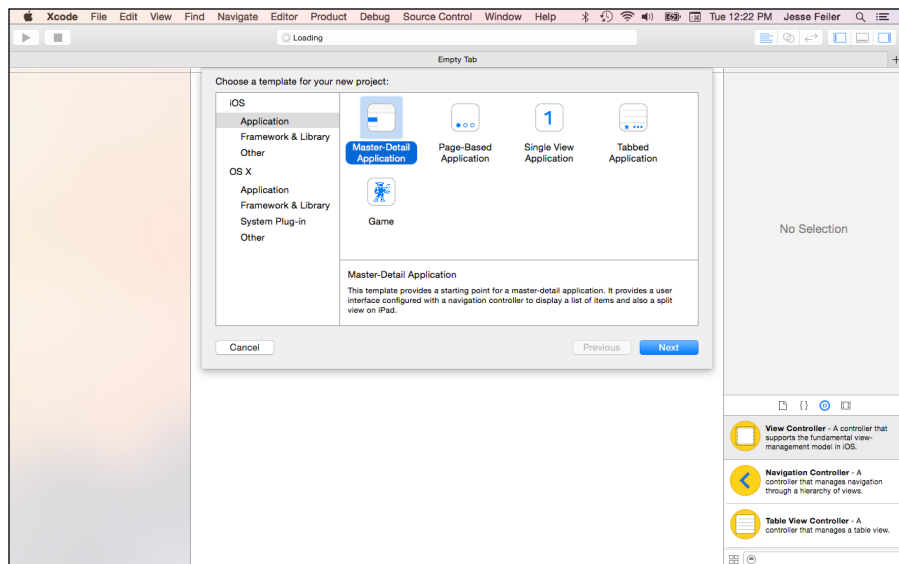 Xcode File Edit View Find Navigate Editor Product Debug Source Control Window Help Tue 12:22 PM Jesse Feiler
Loading
Empty Tab
Choose a template for your new project:
iOS
Application
Framework & Library
Other
OS X
Application
Framework & Library
System Plug-in
Other
Master-Detail
Application
Page-Based
Application
1
Single View
Application
Tabbed
Application
Game
Master-Detail Application
This template provides a starting point for a master-detail application. It provides a user
interface configured with a navigation controller to display a list of items and also a split
view on iPad.
Cancel
Previous
Next
No Selection
{}
View Controller - A controller that
supports the fundamental view-
management model in iOS.
Navigation Controller - A
controller that manages navigation
through a hierarchy of views.
Table View Controller - A
controller that manages a table view.